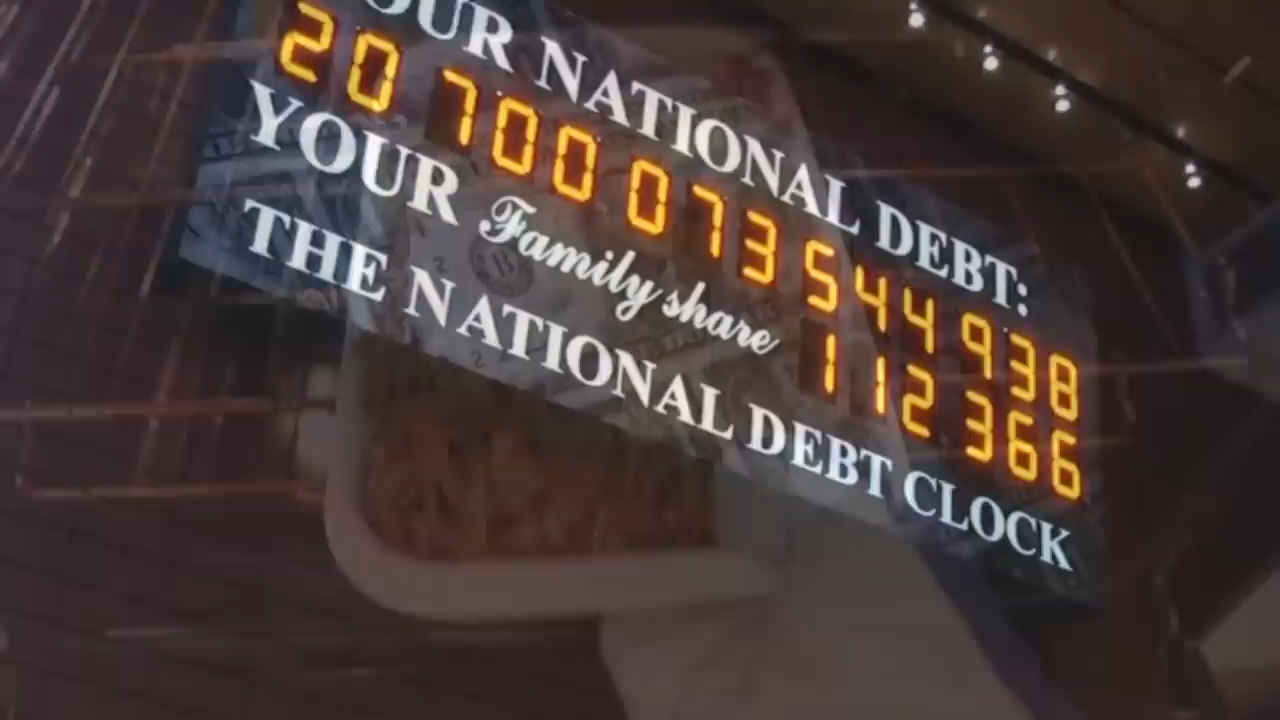 OUR NATIONAL DEBT:
20 700 073 544 938
YOUR Family share 112 366
THE NATIONAL DEBT CLOCK